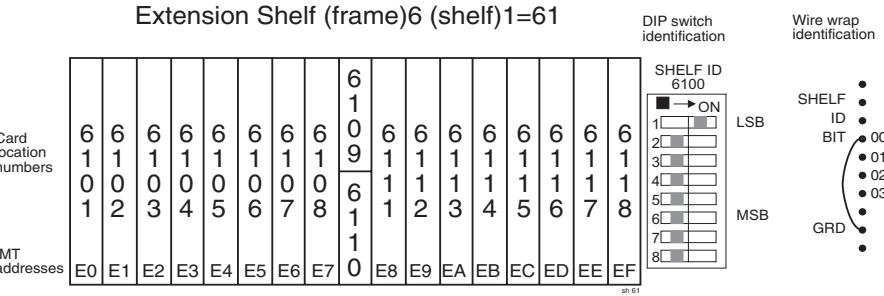 Extension Shelf (frame)6 (shelf)1=61
DIP switch
identification
Wire wrap
identification
SHELF ID
6100
ON
1
2
3
4
5
6
7
8
LSB
MSB
SHELF
ID
BIT
GRD
00
01
02
03
numbers
6101
6102
6103
6104
6105
6106
6107
6108
6109
6110
6111
6112
6113
6114
6115
6116
6117
6118
addresses
E0 E1 E2 E3 E4 E5 E6 E7 E8 E9 EA EB EC ED EE EF
sh 61